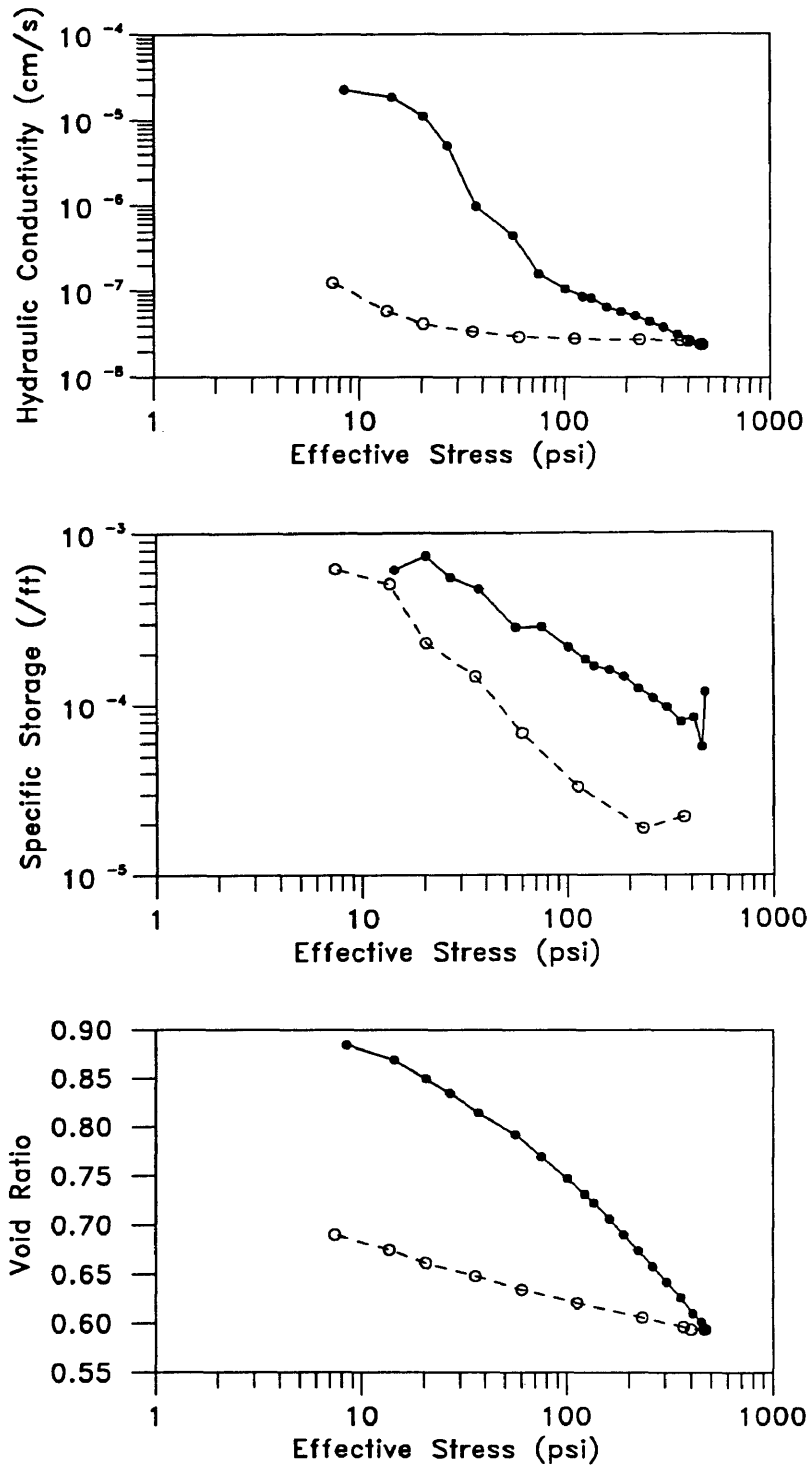 Hydraulic Conductivity (cm/s)
10 -4
10 -5
10 -6
10 -7
10 -8
1 10 100 1000
Effective Stress (psi)
Specific Storage (/ft)
10 -3
10 -4
10 -5
1 10 100 1000
Effective Stress (psi)
Void Ratio
0.90
0.85
0.80
0.75
0.70
0.65
0.60
0.55
1 10 100 1000
Effective Stress (psi)